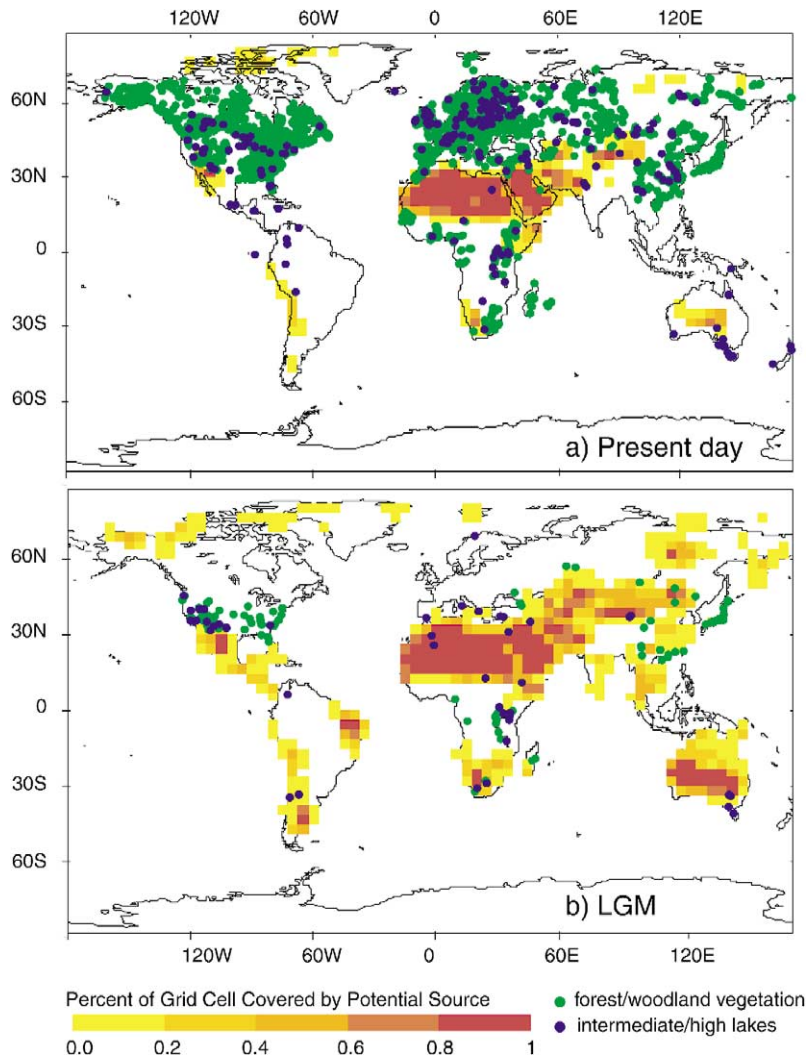 120W 60W 0 60E 120E
60N
30N
0
30S
60S
a) Present day
60N
30N
0
30S
60S
b) LGM
120W 60W 0 60E 120E
Percent of Grid Cell Covered by Potential Source
0.0 0.2 0.4 0.6 0.8 1
forest/woodland vegetation
intermediate/high lakes